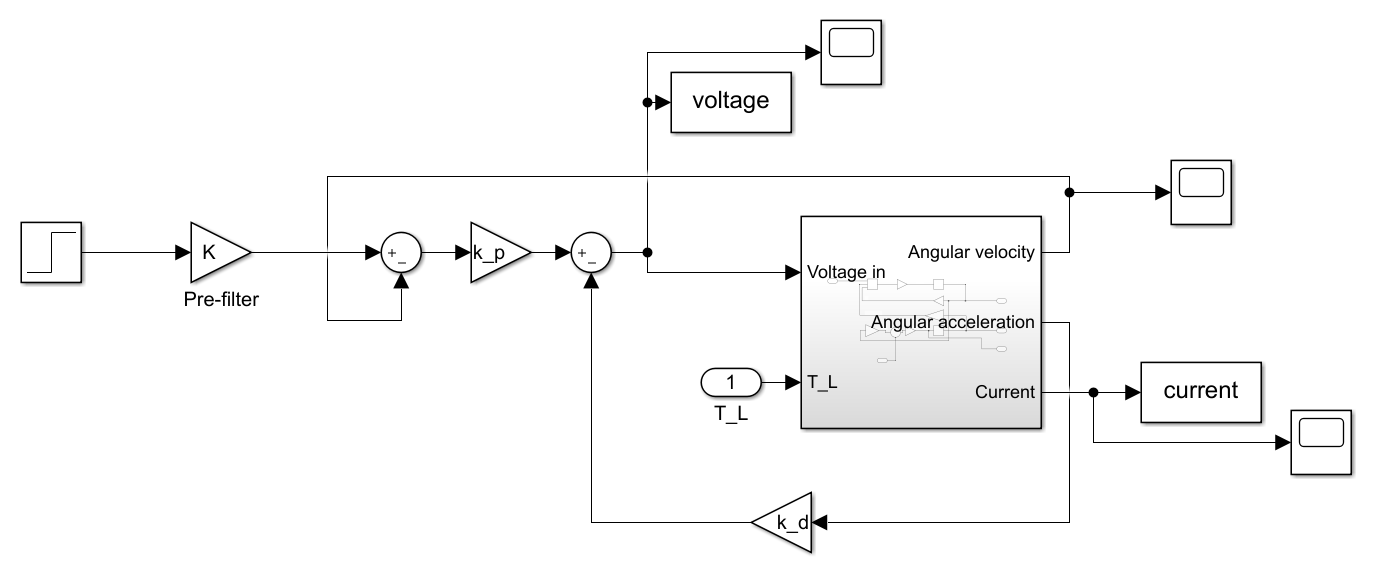 voltage
K
Pre-filter
+
_
k_p
+
_
Angular velocity
Voltage in
Angular acceleration
1
T_L
T_L
Current
current
k_d